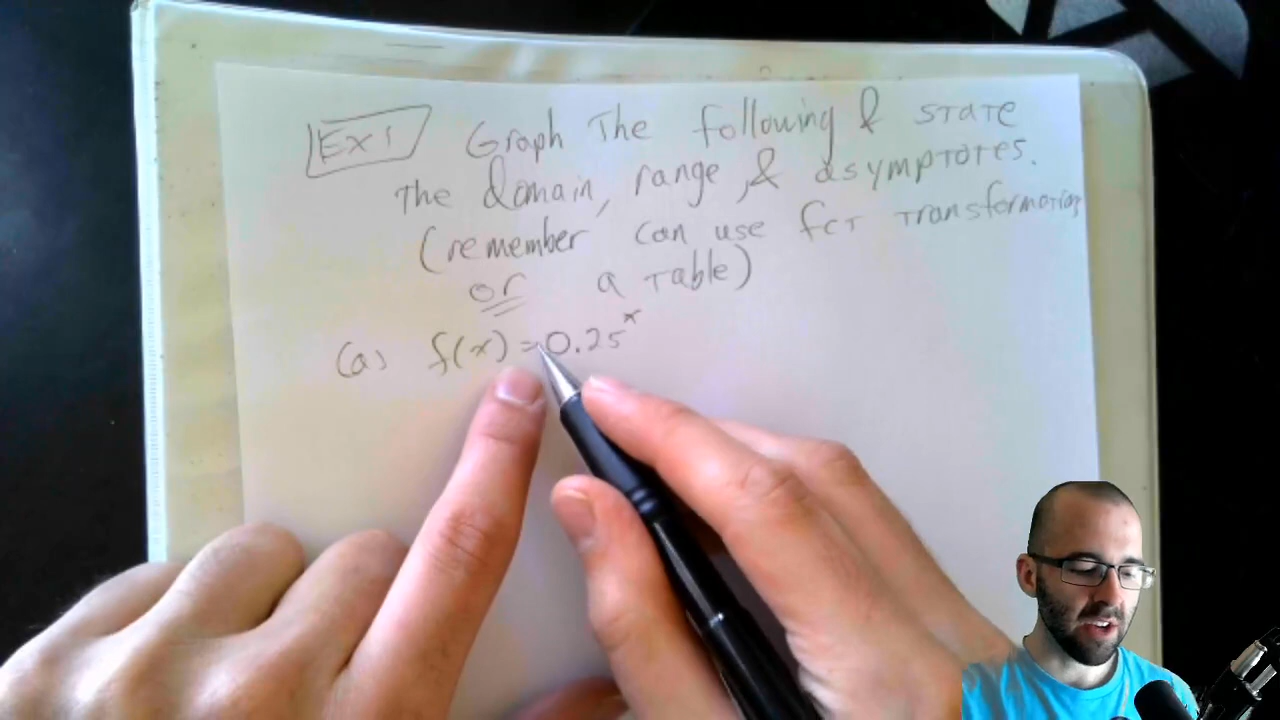 Ex 1 Graph The following & STATE
The domain, range, & asymptotes.
(remember can use fct Transformations
or a Table)
(a) f(x) = 0.25^x